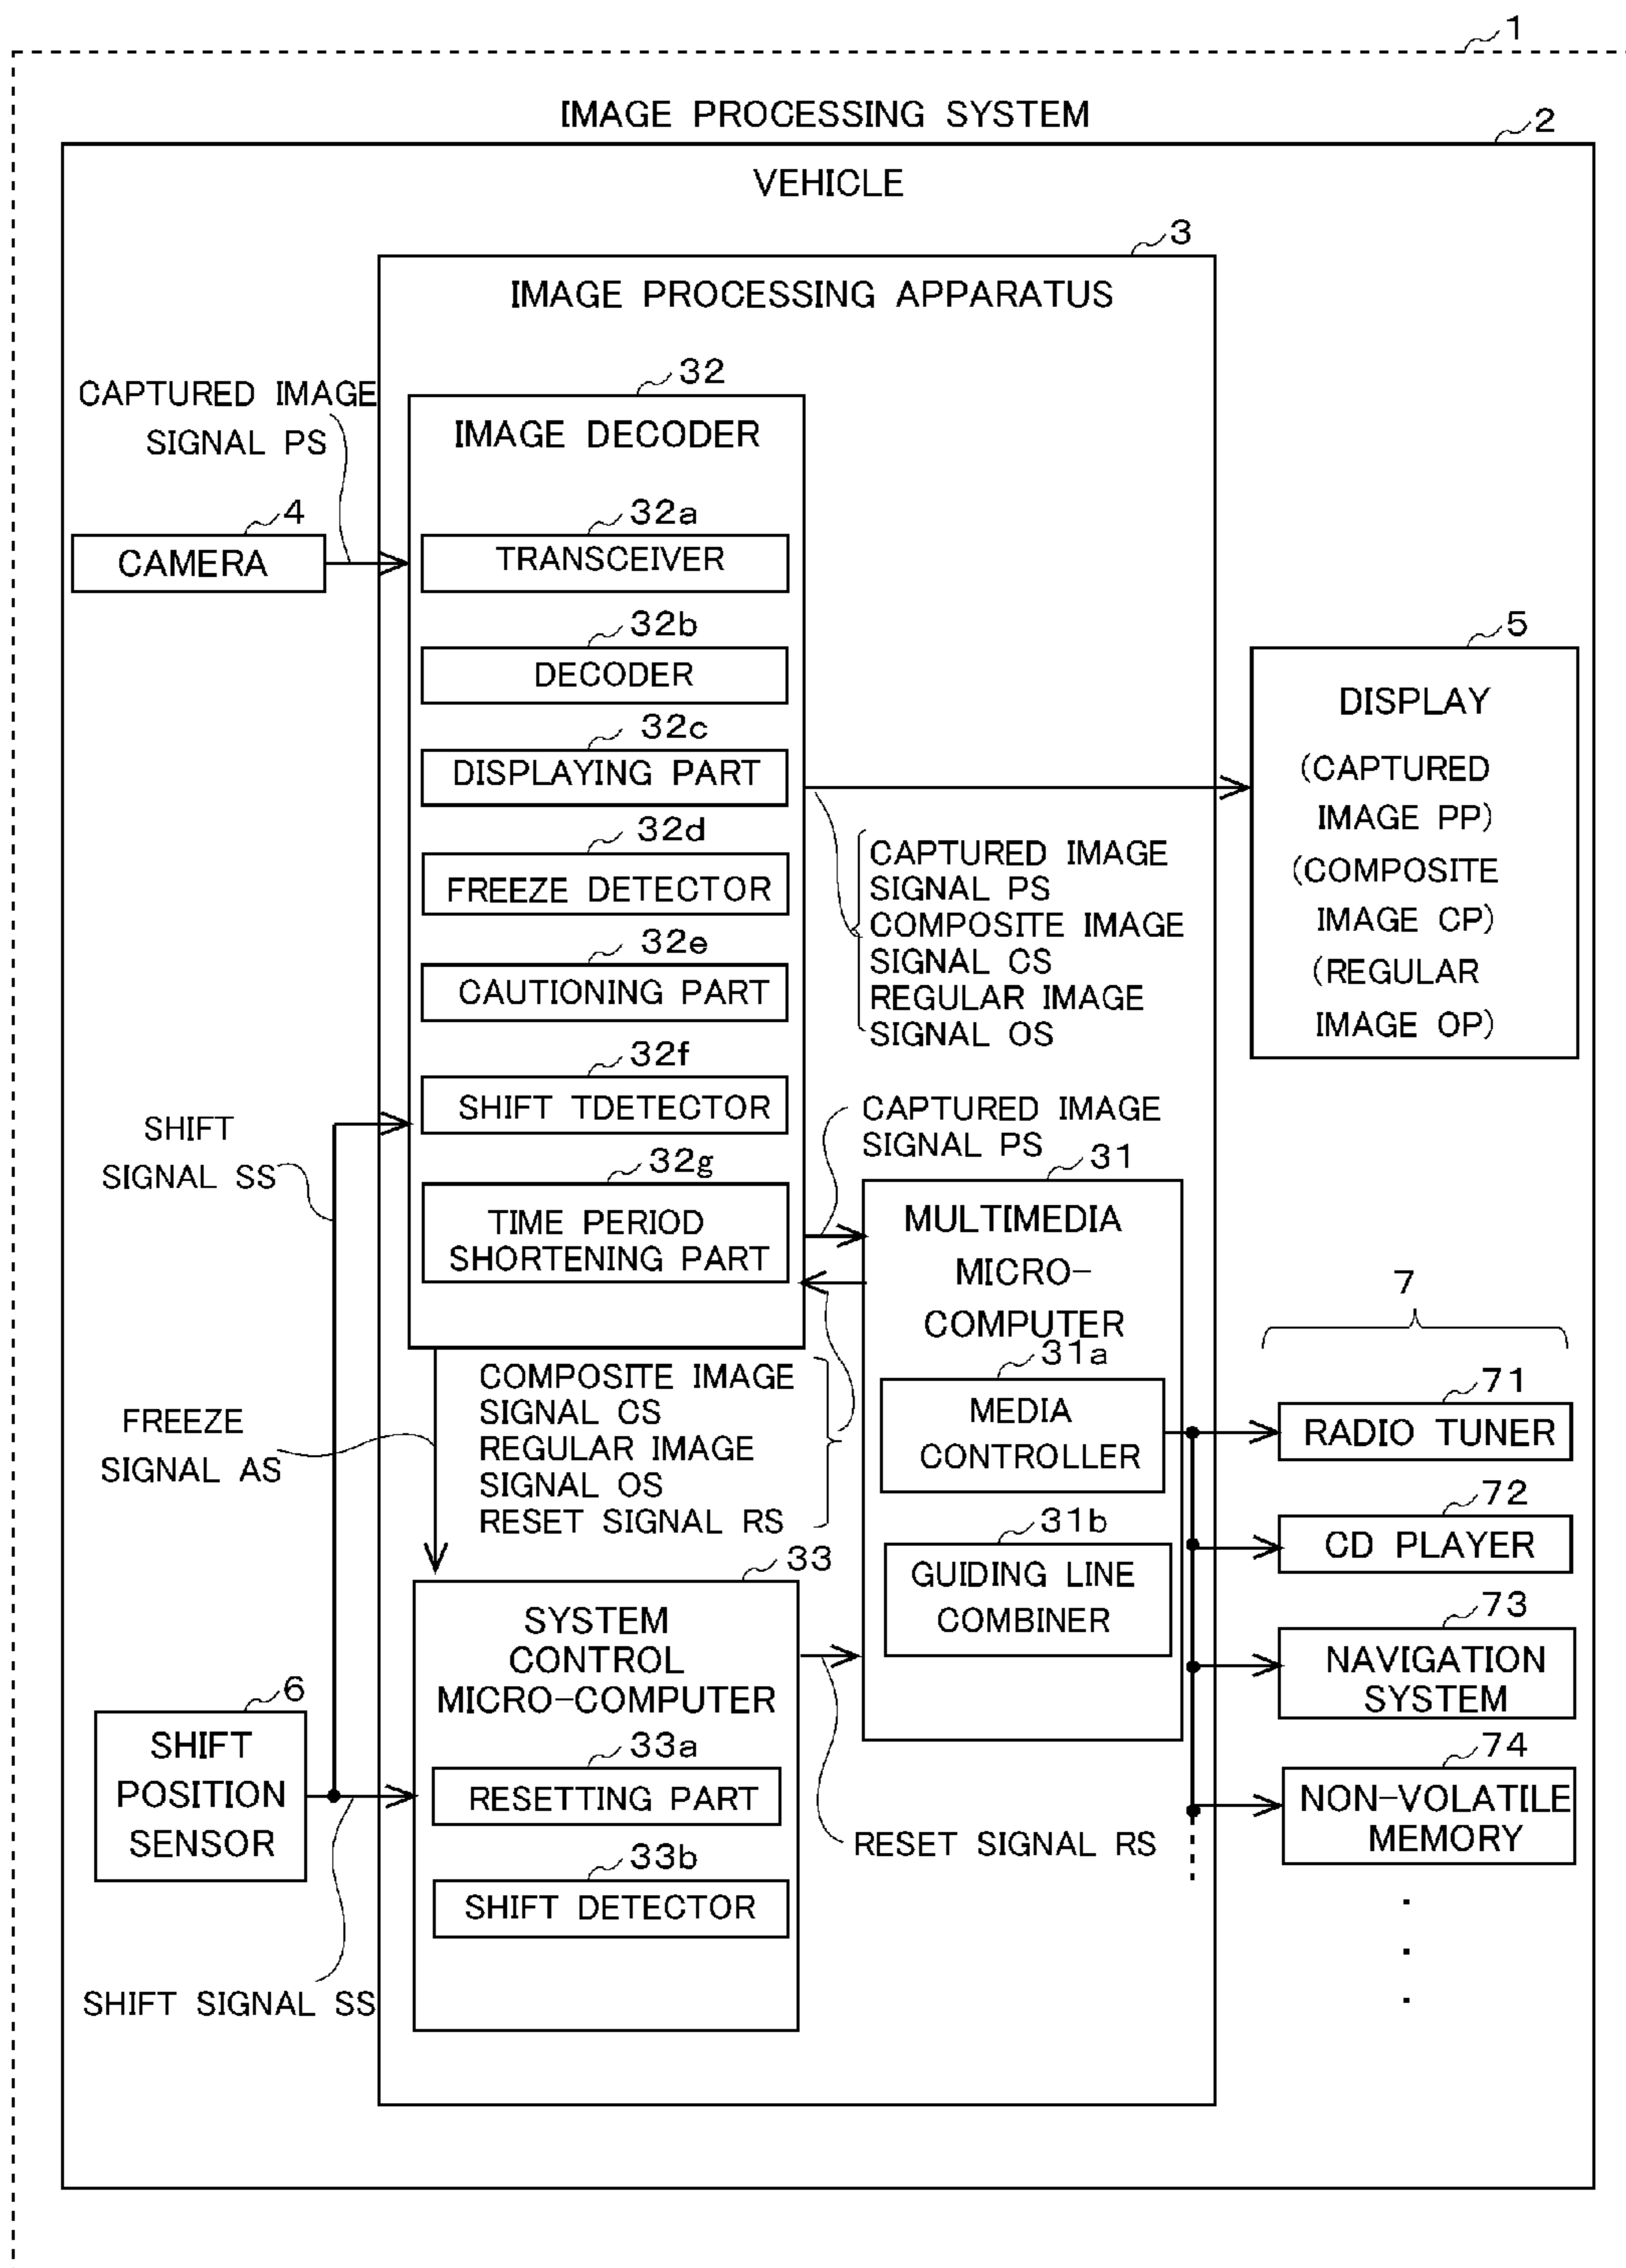 1
IMAGE PROCESSING SYSTEM
2
VEHICLE
3
IMAGE PROCESSING APPARATUS
32
CAPTURED IMAGE
SIGNAL PS
IMAGE DECODER
4
CAMERA
32a
TRANSCEIVER
32b
DECODER
32c
DISPLAYING PART
32d
FREEZE DETECTOR
32e
CAUTIONING PART
32f
SHIFT TDETECTOR
32g
TIME PERIOD
SHORTENING PART
5
DISPLAY
(CAPTURED
IMAGE PP)
(COMPOSITE
IMAGE CP)
(REGULAR
IMAGE OP)
CAPTURED IMAGE
SIGNAL PS
COMPOSITE IMAGE
SIGNAL CS
REGULAR IMAGE
SIGNAL OS
SHIFT
SIGNAL SS
CAPTURED IMAGE
SIGNAL PS
31
MULTIMEDIA
MICRO-
COMPUTER
31a
MEDIA
CONTROLLER
31b
GUIDING LINE
COMBINER
7
71
RADIO TUNER
72
CD PLAYER
73
NAVIGATION
SYSTEM
74
NON-VOLATILE
MEMORY
FREEZE
SIGNAL AS
COMPOSITE IMAGE
SIGNAL CS
REGULAR IMAGE
SIGNAL OS
RESET SIGNAL RS
33
SYSTEM
CONTROL
MICRO-COMPUTER
33a
RESETTING PART
33b
SHIFT DETECTOR
6
SHIFT
POSITION
SENSOR
RESET SIGNAL RS
SHIFT SIGNAL SS